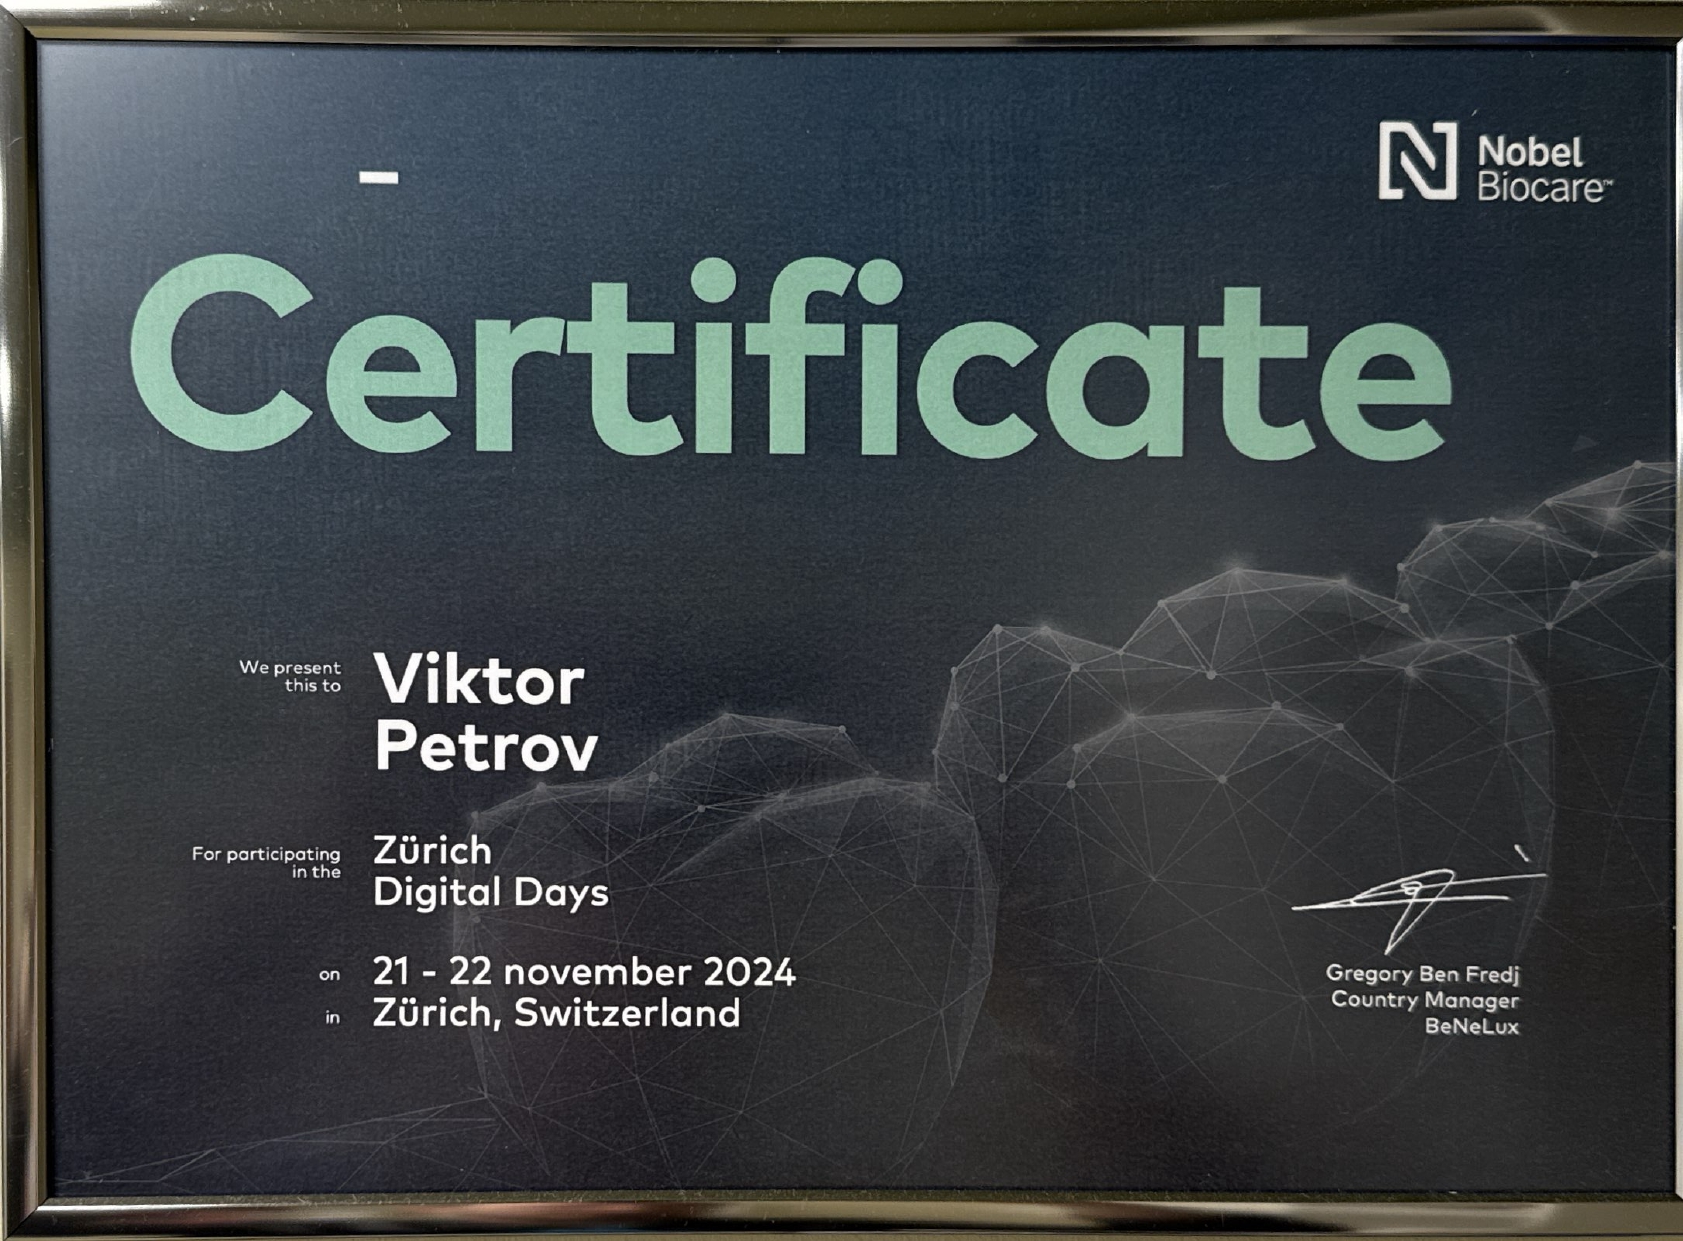 Nobel
Biocare™
Certificate
We present
this to
Viktor
Petrov
For participating
in the
Zürich
Digital Days
on
21 - 22 november 2024
in
Zürich, Switzerland
Gregory Ben Fredj
Country Manager
BeNeLux